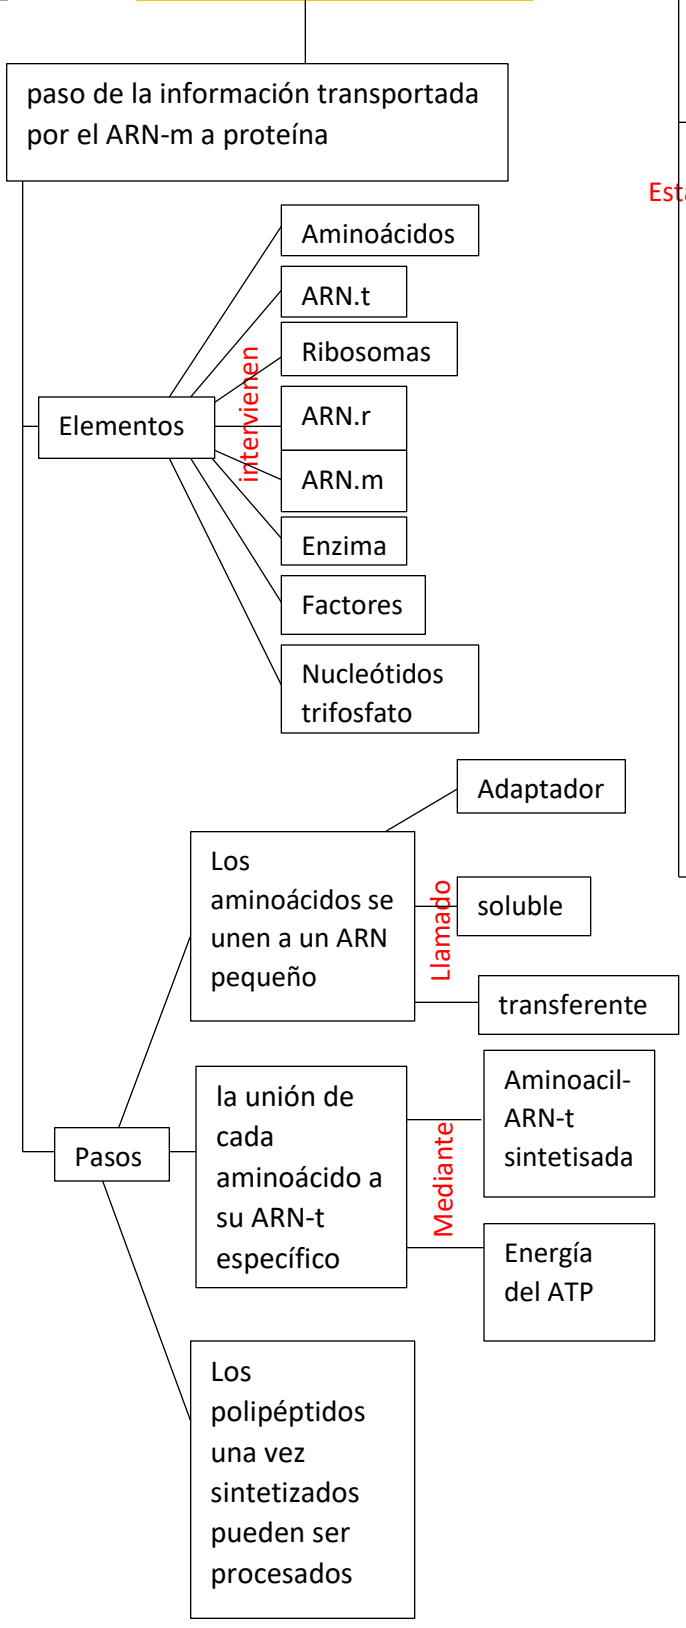 paso de la información transportada
por el ARN-m a proteína
Elementos
intervienen
Aminoácidos
ARN.t
Ribosomas
ARN.r
ARN.m
Enzima
Factores
Nucleótidos
trifosfato
Pasos
Los
aminoácidos se
unen a un ARN
pequeño
Llamado
Adaptador
soluble
transferente
la unión de
cada
aminoácido a
su ARN-t
específico
Mediante
Aminoacil-
ARN-t
sintetisada
Energía
del ATP
Los
polipéptidos
una vez
sintetizados
pueden ser
procesados